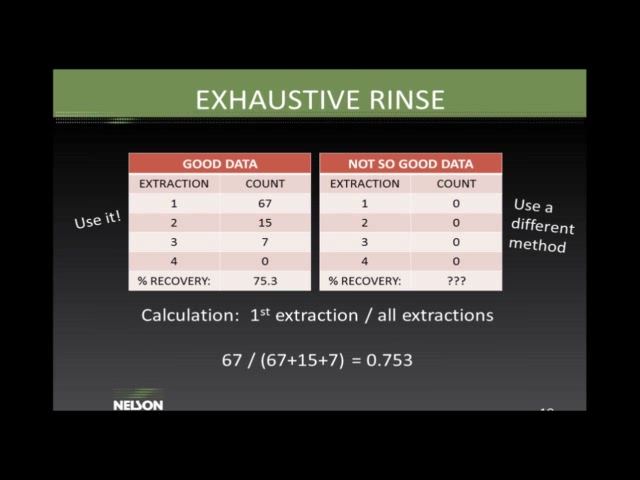 EXHAUSTIVE RINSE
GOOD DATA
EXTRACTION COUNT
1 67
2 15
3 7
4 0
% RECOVERY: 75.3
NOT SO GOOD DATA
EXTRACTION COUNT
1 0
2 0
3 0
4 0
% RECOVERY: ???
Use it!
Use a
different
method
Calculation: 1st extraction / all extractions
67 / (67+15+7) = 0.753
NELSON